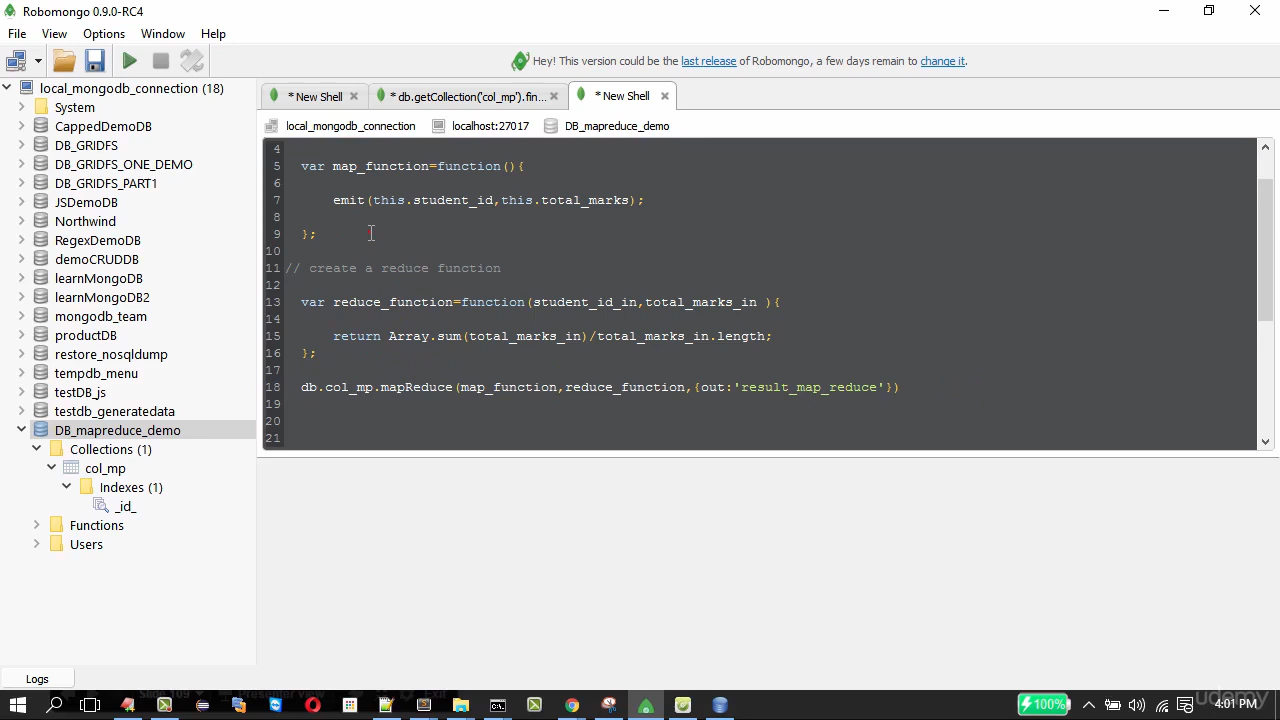 Robomongo 0.9.0-RC4
File View Options Window Help
Hey! This version could be the last release of Robomongo, a few days remain to change it.
local_mongodb_connection (18)
System
CappedDemoDB
DB_GRIDFS
DB_GRIDFS_ONE_DEMO
DB_GRIDFS_PART1
JSDemoDB
Northwind
RegexDemoDB
demoCRUDDB
learnMongoDB
learnMongoDB2
mongodb_team
productDB
restore_nosqldump
tempdb_menu
testDB_js
testdb_generatedata
DB_mapreduce_demo
Collections (1)
col_mp
Indexes (1)
_id_
Functions
Users
* New Shell * db.getCollection('col_mp').fin... * New Shell
local_mongodb_connection localhost:27017 DB_mapreduce_demo
4
5 var map_function=function(){
6
7 emit(this.student_id,this.total_marks);
8
9 };
10
11 // create a reduce function
12
13 var reduce_function=function(student_id_in,total_marks_in ){
14
15 return Array.sum(total_marks_in)/total_marks_in.length;
16 };
17
18 db.col_mp.mapReduce(map_function,reduce_function,{out:'result_map_reduce'})
19
20
21
Logs
Slide 109 Presenter view Exit
100% 4:01 PM
udemy